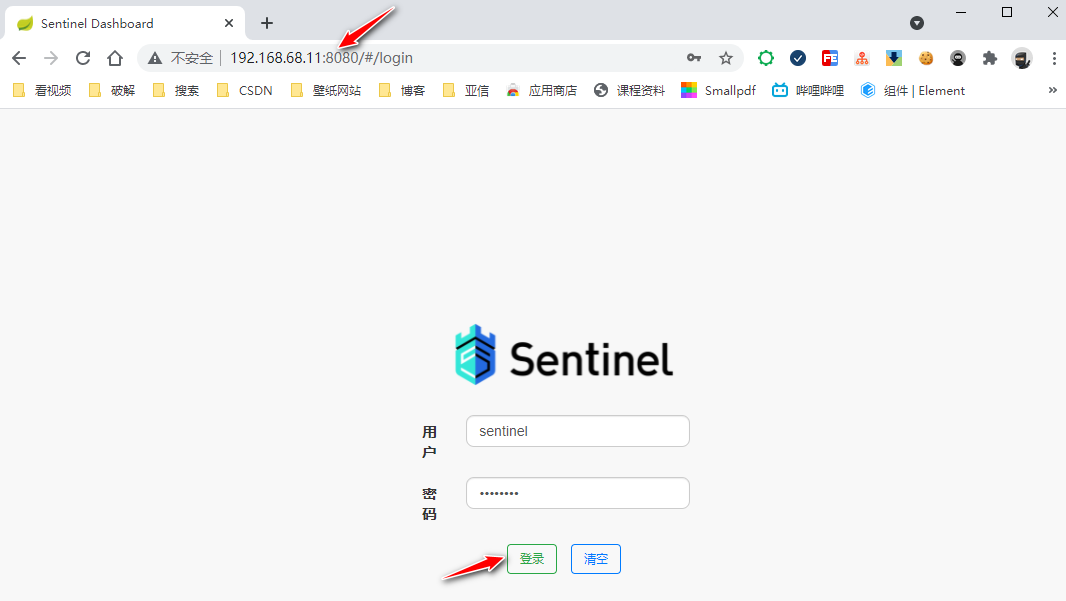 Sentinel Dashboard
不安全 192.168.68.11:8080/#/login
看视频 破解 搜索 CSDN 壁纸网站 博客 亚信 应用商店 课程资料 Smallpdf 哔哩哔哩 组件 | Element
Sentinel
用户 sentinel
密码 ••••••••
登录 清空